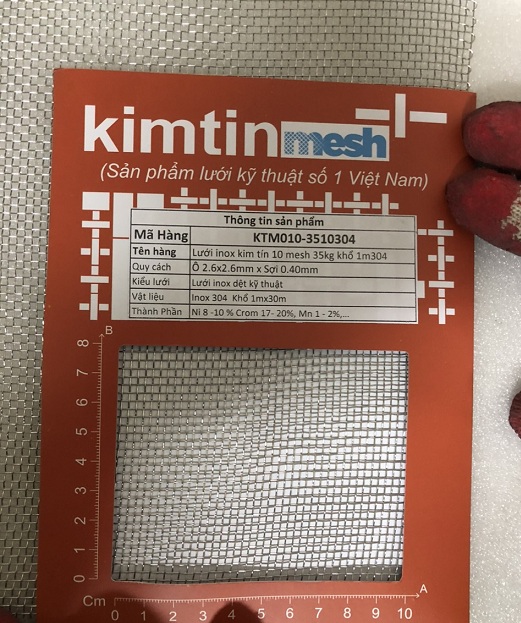 kimtin mesh
(Sản phẩm lưới kỹ thuật số 1 Việt Nam)
Thông tin sản phẩm
Mã Hàng KTM010-3510304
Tên hàng Lưới inox kim tín 10 mesh 35kg khổ 1m304
Quy cách Ô 2.6x2.6mm x Sợi 0.40mm
Kiểu lưới Lưới inox dệt kỹ thuật
Vật liệu Inox 304 Khổ 1mx30m
Thành Phần Ni 8 -10 % Crom 17- 20%, Mn 1 - 2%,...
B
8
7
6
5
4
3
2
1
0
Cm 0 1 2 3 4 5 6 7 8 9 10 A